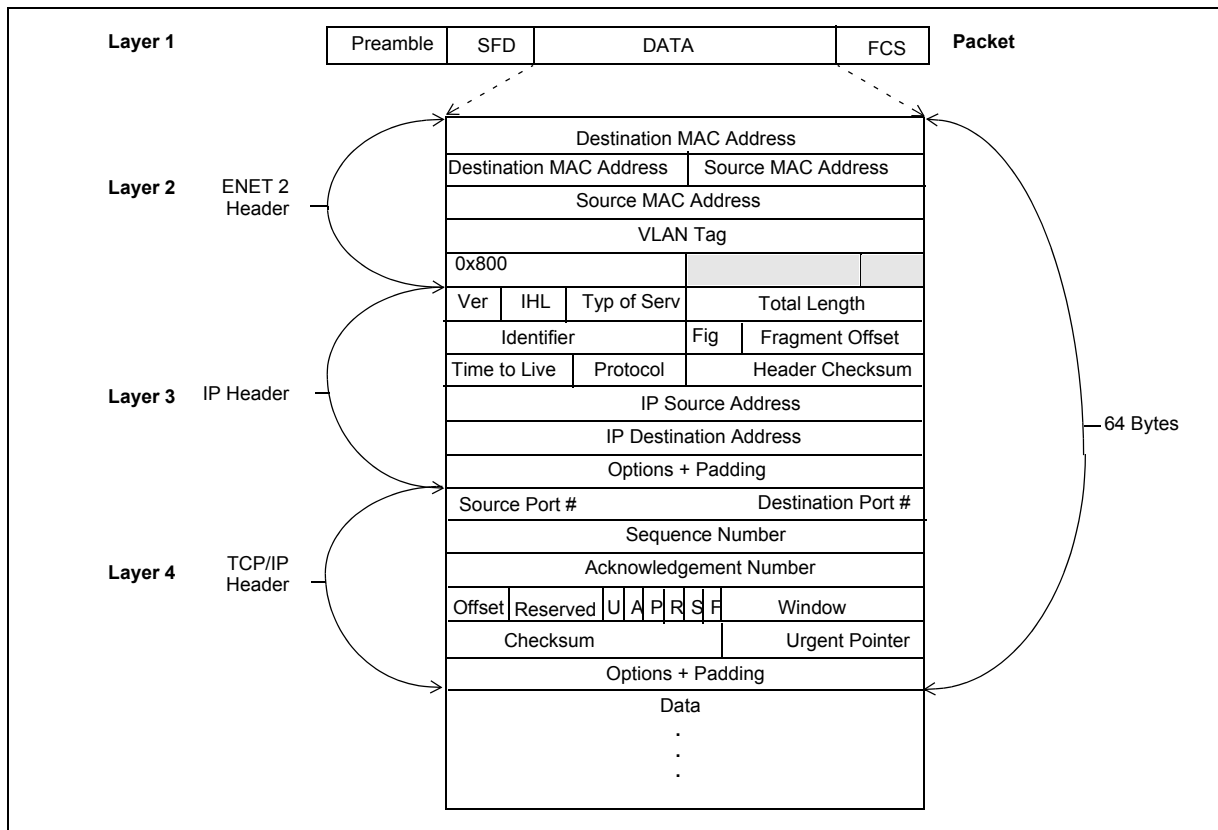 Layer 1 Preamble SFD DATA FCS Packet
Destination MAC Address
Destination MAC Address Source MAC Address
Layer 2 ENET 2 Header
Source MAC Address
VLAN Tag
0x800
Ver IHL Typ of Serv Total Length
Identifier Fig Fragment Offset
Time to Live Protocol Header Checksum
Layer 3 IP Header
IP Source Address
64 Bytes
IP Destination Address
Options + Padding
Source Port # Destination Port #
Sequence Number
Layer 4 TCP/IP Header
Acknowledgement Number
Offset Reserved U A P R S F Window
Checksum Urgent Pointer
Options + Padding
Data
.
.
.